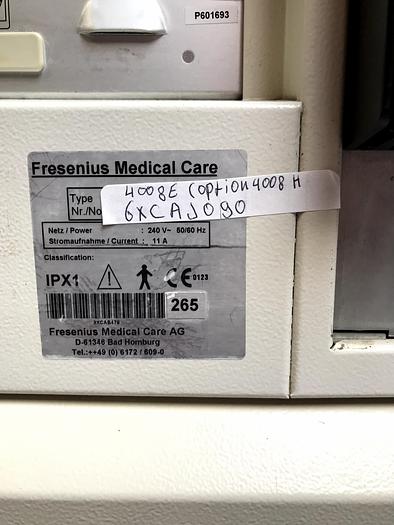 P601693
Fresenius Medical Care
4008E (option 4008 H
6XCAJ090
Type
Nr./No
Netz / Power : 240 V~ 50/60 Hz
Stromaufnahme / Current : 11 A
Classification:
IPX1 CE 0123
265
Fresenius Medical Care AG
D-61346 Bad Homburg
Tel.:++49 (0) 6172 / 609-0